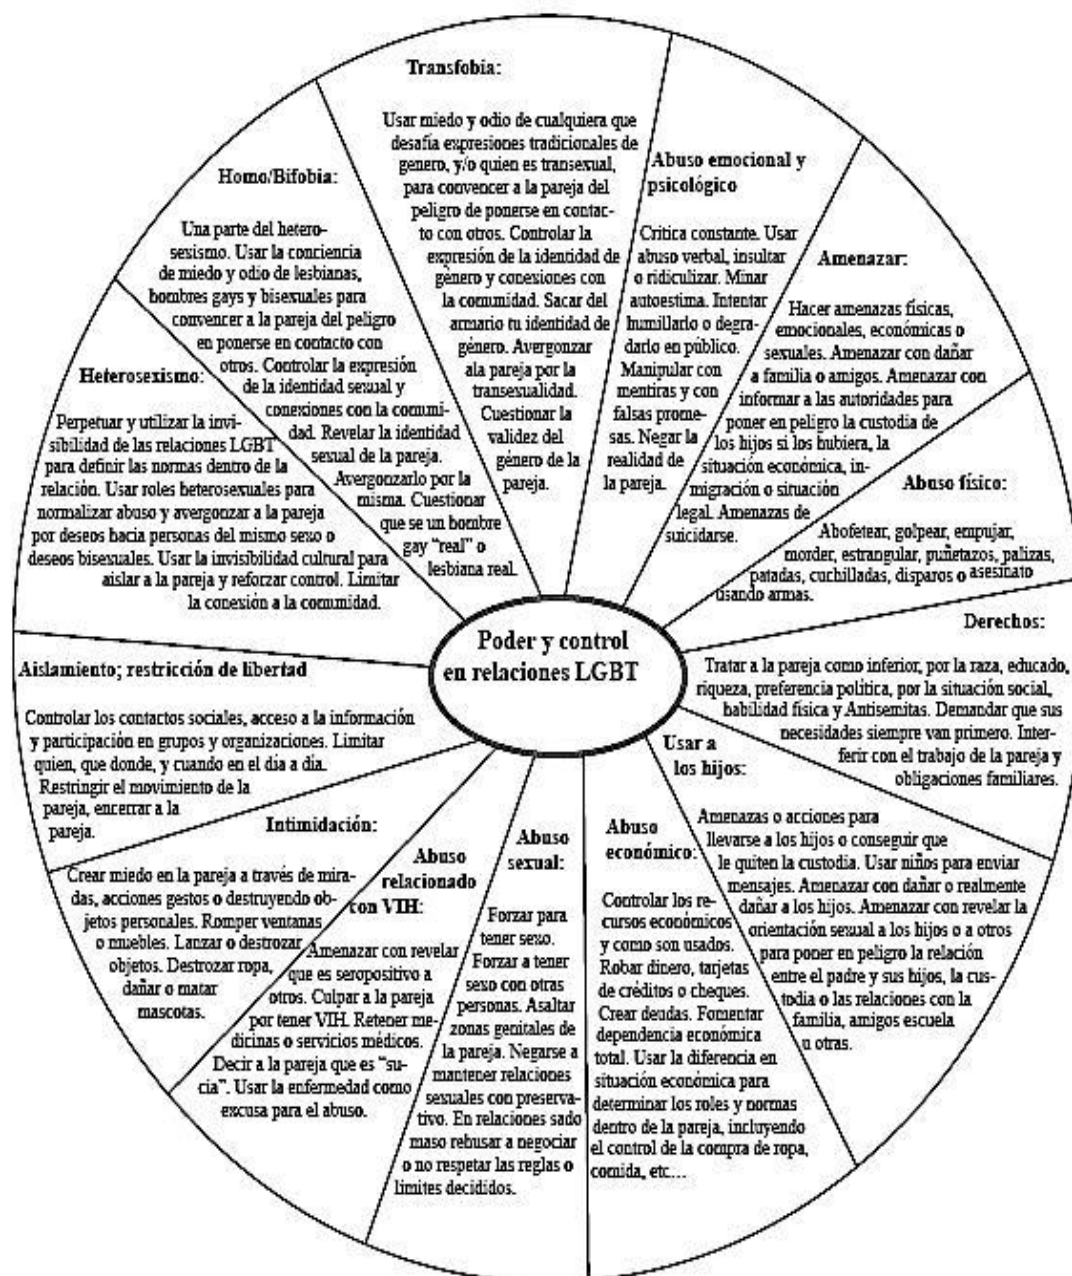 Transfobia:
Usar miedo y odio de cualquiera que
desafía expresiones tradicionales de
genero, y/o quien es transexual,
para convencer a la pareja del
peligro de ponerse en contac-
to con otros. Controlar la
expresión de la identidad de
género y conexiones con
la comunidad. Sacar del
armario tu identidad de
género. Avergonzar
ala pareja por la
transexualidad.
Cuestionar la
validez del
género de la
pareja.
Abuso emocional y
psicológico
Critica constante. Usar
abuso verbal, insultar
o ridiculizar. Minar
autoestima. Intentar
humillarlo o degra-
darlo en público.
Manipular con
mentiras y con
falsas prome-
sas. Negar la
realidad de
la pareja.
Amenazar:
Hacer amenazas físicas,
emocionales, económicas o
sexuales. Amenazar con dañar
a familia o amigos. Amenazar con
informar a las autoridades para
poner en peligro la custodia de
los hijos si los hubiera, la
situación económica, in-
migración o situación
legal. Amenazas de
suicidarse.
Abuso físico:
Abofetear, golpear, empujar,
morder, estrangular, puñetazos, palizas,
patadas, cuchilladas, disparos o asesinato
usando armas.
Derechos:
Tratar a la pareja como inferior, por la raza, educado,
riqueza, preferencia política, por la situación social,
habilidad física y Antisemitas. Demandar que sus
necesidades siempre van primero. Inter-
ferir con el trabajo de la pareja y
obligaciones familiares.
Usar a
los hijos:
Amenazas o acciones para
llevarse a los hijos o conseguir que
le quiten la custodia. Usar niños para enviar
mensajes. Amenazar con dañar o realmente
dañar a los hijos. Amenazar con revelar la
orientación sexual a los hijos o a otros
para poner en peligro la relación
entre el padre y sus hijos, la cus-
todia o las relaciones con la
familia, amigos escuela
u otras.
Abuso
económico:
Controlar los re-
cursos económicos
y como son usados.
Robar dinero, tarjetas
de créditos o cheques.
Crear deudas. Fomentar
dependencia económica
total. Usar la diferencia en
situación económica para
determinar los roles y normas
dentro de la pareja, incluyendo
el control de la compra de ropa,
comida, etc…
Abuso
sexual:
Forzar para
tener sexo.
Forzar a tener
sexo con otras
personas. Asaltar
zonas genitales de
la pareja. Negarse a
mantener relaciones
sexuales con preserva-
tivo. En relaciones sado
maso rehusar a negociar
o no respetar las reglas o
limites decididos.
Abuso
relacionado
con VIH:
Amenazar con revelar
que es seropositivo a
otros. Culpar a la pareja
por tener VIH. Retener me-
dicinas o servicios médicos.
Decir a la pareja que es “su-
cia”. Usar la enfermedad como
excusa para el abuso.
Intimidación:
Crear miedo en la pareja a través de mira-
das, acciones gestos o destruyendo ob-
jetos personales. Romper ventanas
o muebles. Lanzar o destrozar
objetos. Destrozar ropa,
dañar o matar
mascotas.
Aislamiento; restricción de libertad
Controlar los contactos sociales, acceso a la información
y participación en grupos y organizaciones. Limitar
quien, que donde, y cuando en el dia a dia.
Restringir el movimiento de la
pareja, encerrar a la
pareja.
Heterosexismo:
Perpetuar y utilizar la invi-
sibilidad de las relaciones LGBT
para definir las normas dentro de la
relación. Usar roles heterosexuales para
normalizar abuso y avergonzar a la pareja
por deseos hacia personas del mismo sexo o
deseos bisexuales. Usar la invisibilidad cultural para
aislar a la pareja y reforzar control. Limitar
la conexión a la comunidad.
Homo/Bifobia:
Una parte del hetero-
sexismo. Usar la conciencia
de miedo y odio de lesbianas,
hombres gays y bisexuales para
convencer a la pareja del peligro
en ponerse en contacto con
otros. Controlar la expresión
de la identidad sexual y
conexiones con la comuni-
dad. Revelar la identidad
sexual de la pareja.
Avergonzarlo por la
misma. Cuestionar
que se un hombre
gay “real” o
lesbiana real.
Poder y control
en relaciones LGBT